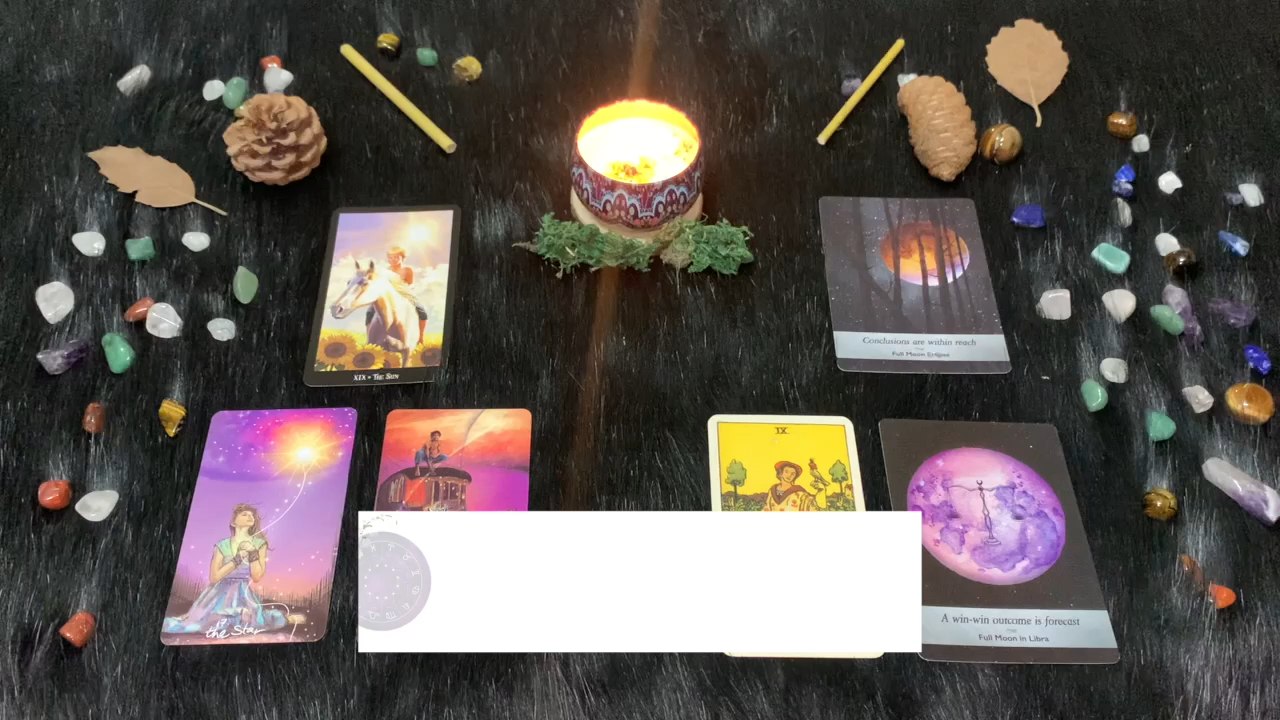 XIX • The Sun
Conclusions are within reach
Full Moon Eclipse
IX
the Star
A win-win outcome is forecast
Full Moon in Libra